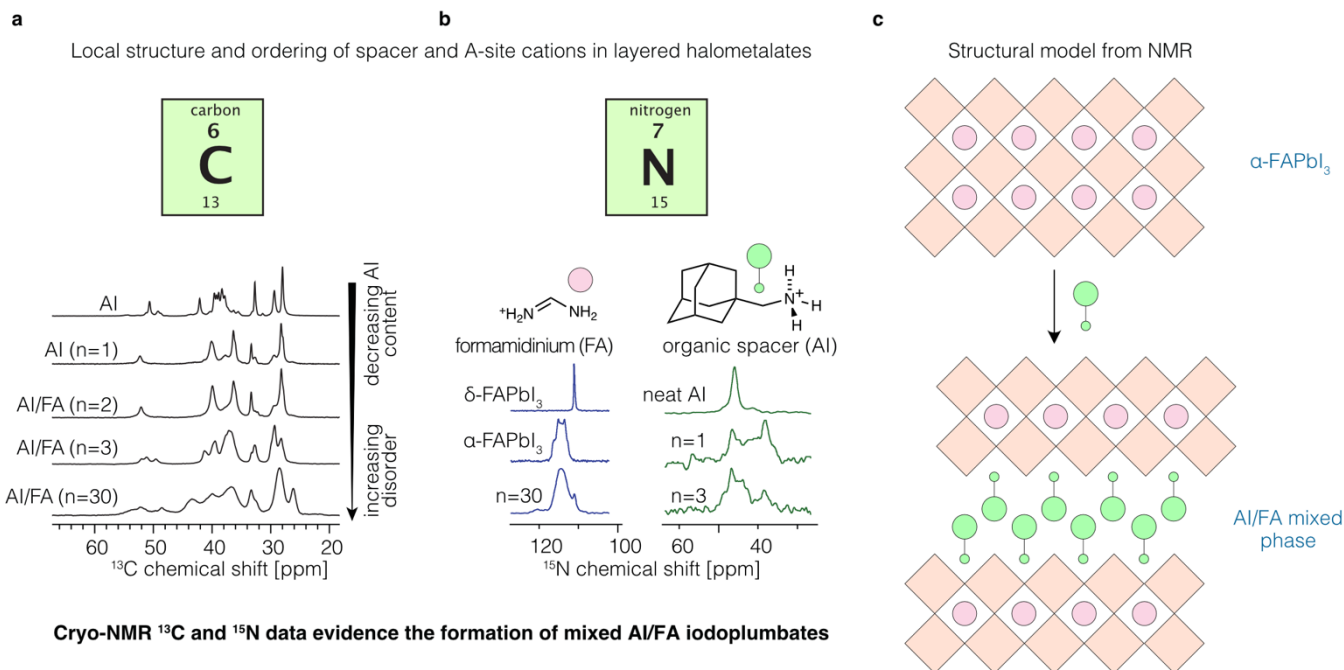 a
b
c
Local structure and ordering of spacer and A-site cations in layered halometalates
Structural model from NMR
carbon
6
C
13
nitrogen
7
N
15
α-FAPbI₃
AI
AI (n=1)
AI/FA (n=2)
AI/FA (n=3)
AI/FA (n=30)
decreasing AI
content
increasing
disorder
60 50 40 30 20
¹³C chemical shift [ppm]
⁺H₂N NH₂
formamidinium (FA)
H
N⁺
H
H
organic spacer (AI)
δ-FAPbI₃
α-FAPbI₃
n=30
neat AI
n=1
n=3
120 100
60 40
¹⁵N chemical shift [ppm]
AI/FA mixed
phase
Cryo-NMR ¹³C and ¹⁵N data evidence the formation of mixed AI/FA iodoplumbates